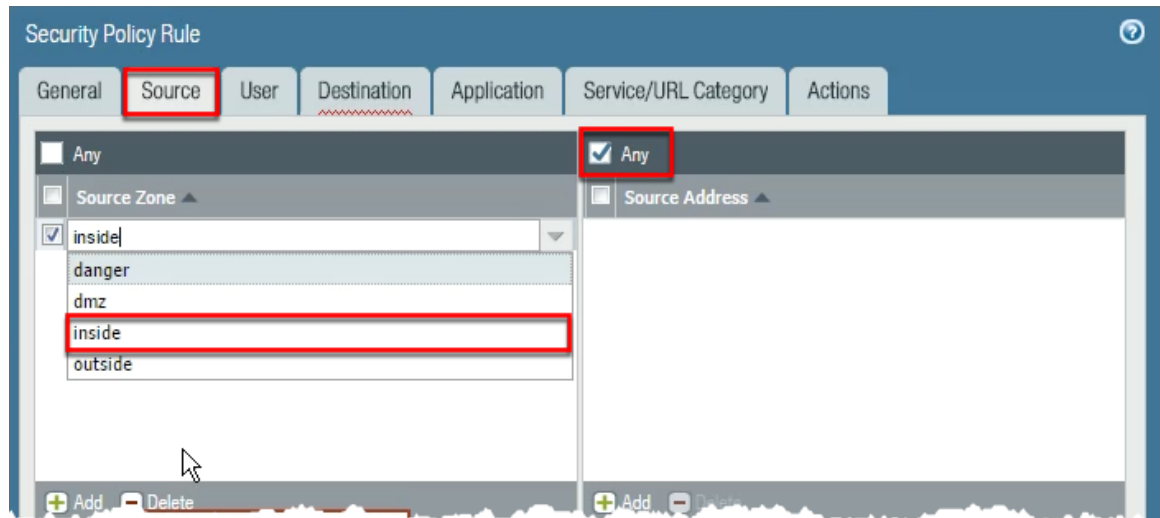 Security Policy Rule
General Source User Destination Application Service/URL Category Actions
Any
Source Zone
inside
danger
dmz
inside
outside
Add Delete
Any
Source Address
Add Delete